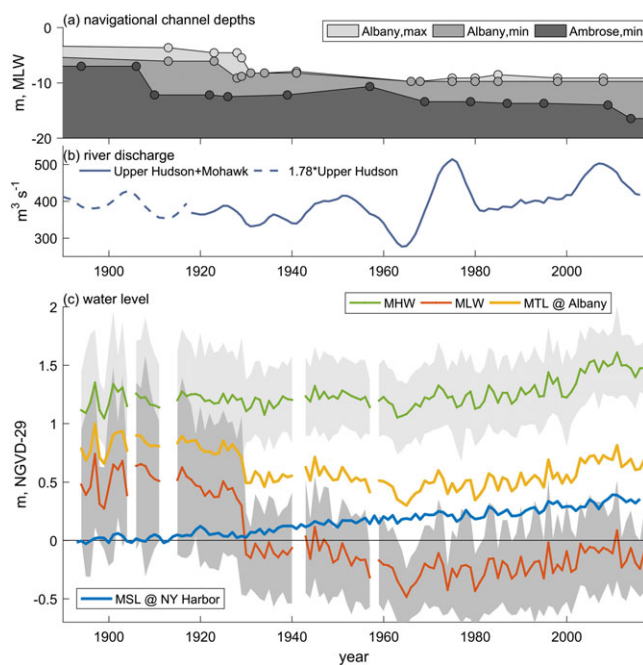 (a) navigational channel depths
Albany,max
Albany,min
Ambrose,min
m, MLW
0
-10
-20
(b) river discharge
Upper Hudson+Mohawk
1.78*Upper Hudson
m³ s⁻¹
500
400
300
1900
1920
1940
1960
1980
2000
(c) water level
MHW
MLW
MTL @ Albany
m, NGVD-29
2
1.5
1
0.5
0
-0.5
MSL @ NY Harbor
1900
1920
1940
1960
1980
2000
year